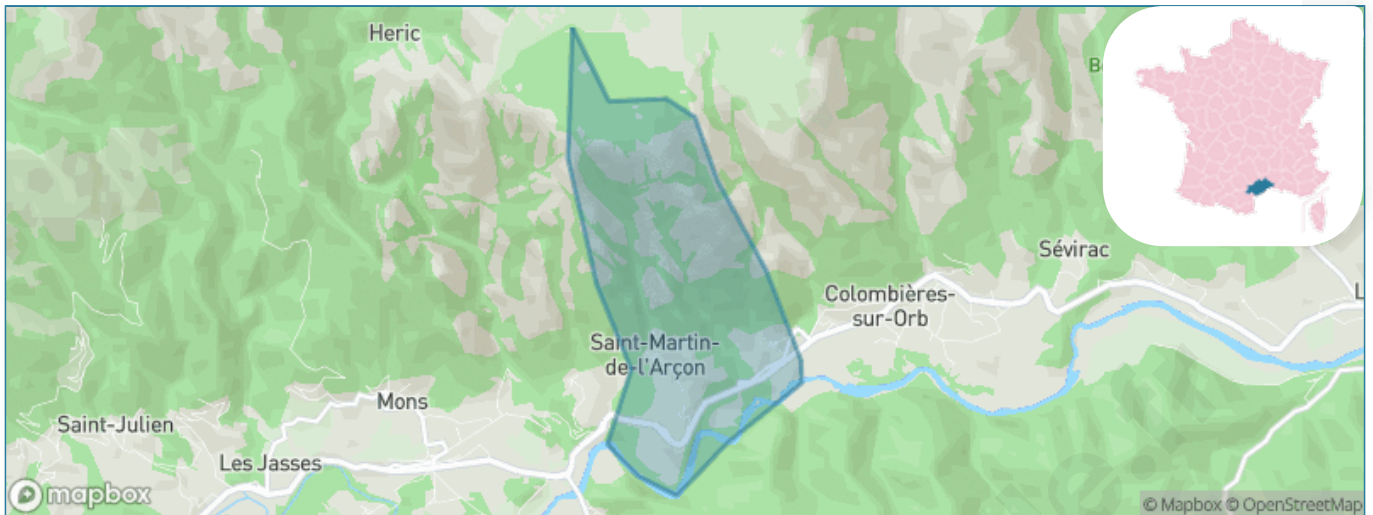 Heric
B
Sévirac
Colombières-
sur-Orb
L
Saint-Martin-
de-l'Arçon
Mons
Saint-Julien
Les Jasses
mapbox
© Mapbox © OpenStreetMap